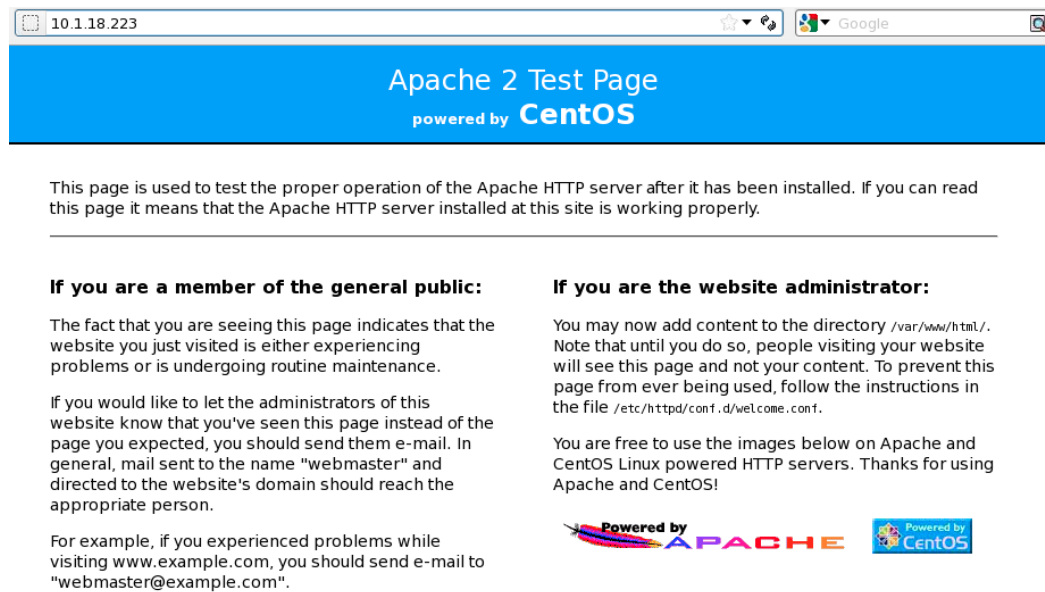 10.1.18.223
Google
Apache 2 Test Page
powered by CentOS
This page is used to test the proper operation of the Apache HTTP server after it has been installed. If you can read
this page it means that the Apache HTTP server installed at this site is working properly.
If you are a member of the general public:
The fact that you are seeing this page indicates that the
website you just visited is either experiencing
problems or is undergoing routine maintenance.
If you would like to let the administrators of this
website know that you've seen this page instead of the
page you expected, you should send them e-mail. In
general, mail sent to the name "webmaster" and
directed to the website's domain should reach the
appropriate person.
For example, if you experienced problems while
visiting www.example.com, you should send e-mail to
"webmaster@example.com".
If you are the website administrator:
You may now add content to the directory /var/www/html/.
Note that until you do so, people visiting your website
will see this page and not your content. To prevent this
page from ever being used, follow the instructions in
the file /etc/httpd/conf.d/welcome.conf.
You are free to use the images below on Apache and
CentOS Linux powered HTTP servers. Thanks for using
Apache and CentOS!
Powered by
APACHE
Powered by
CentOS